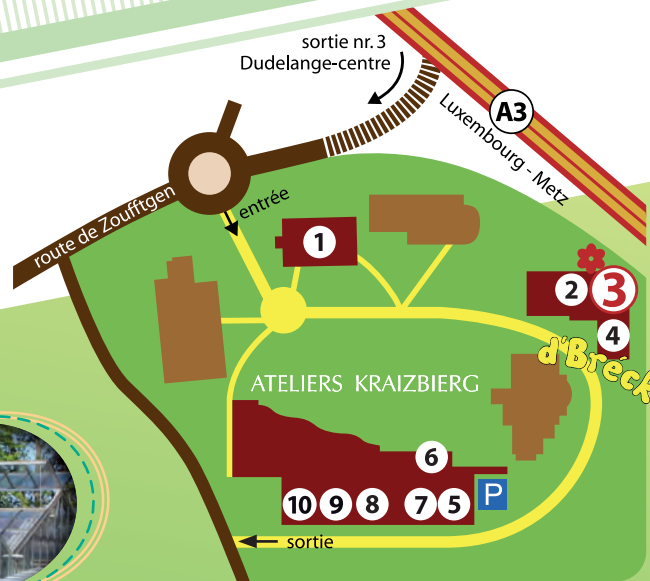 sortie nr. 3
Dudelange-centre
A3
Luxembourg - Metz
route de Zoufftgen
entrée
1
2
3
4
d'Bréck
ATELIERS KRAIZBIERG
6
10 9 8 7 5
P
sortie